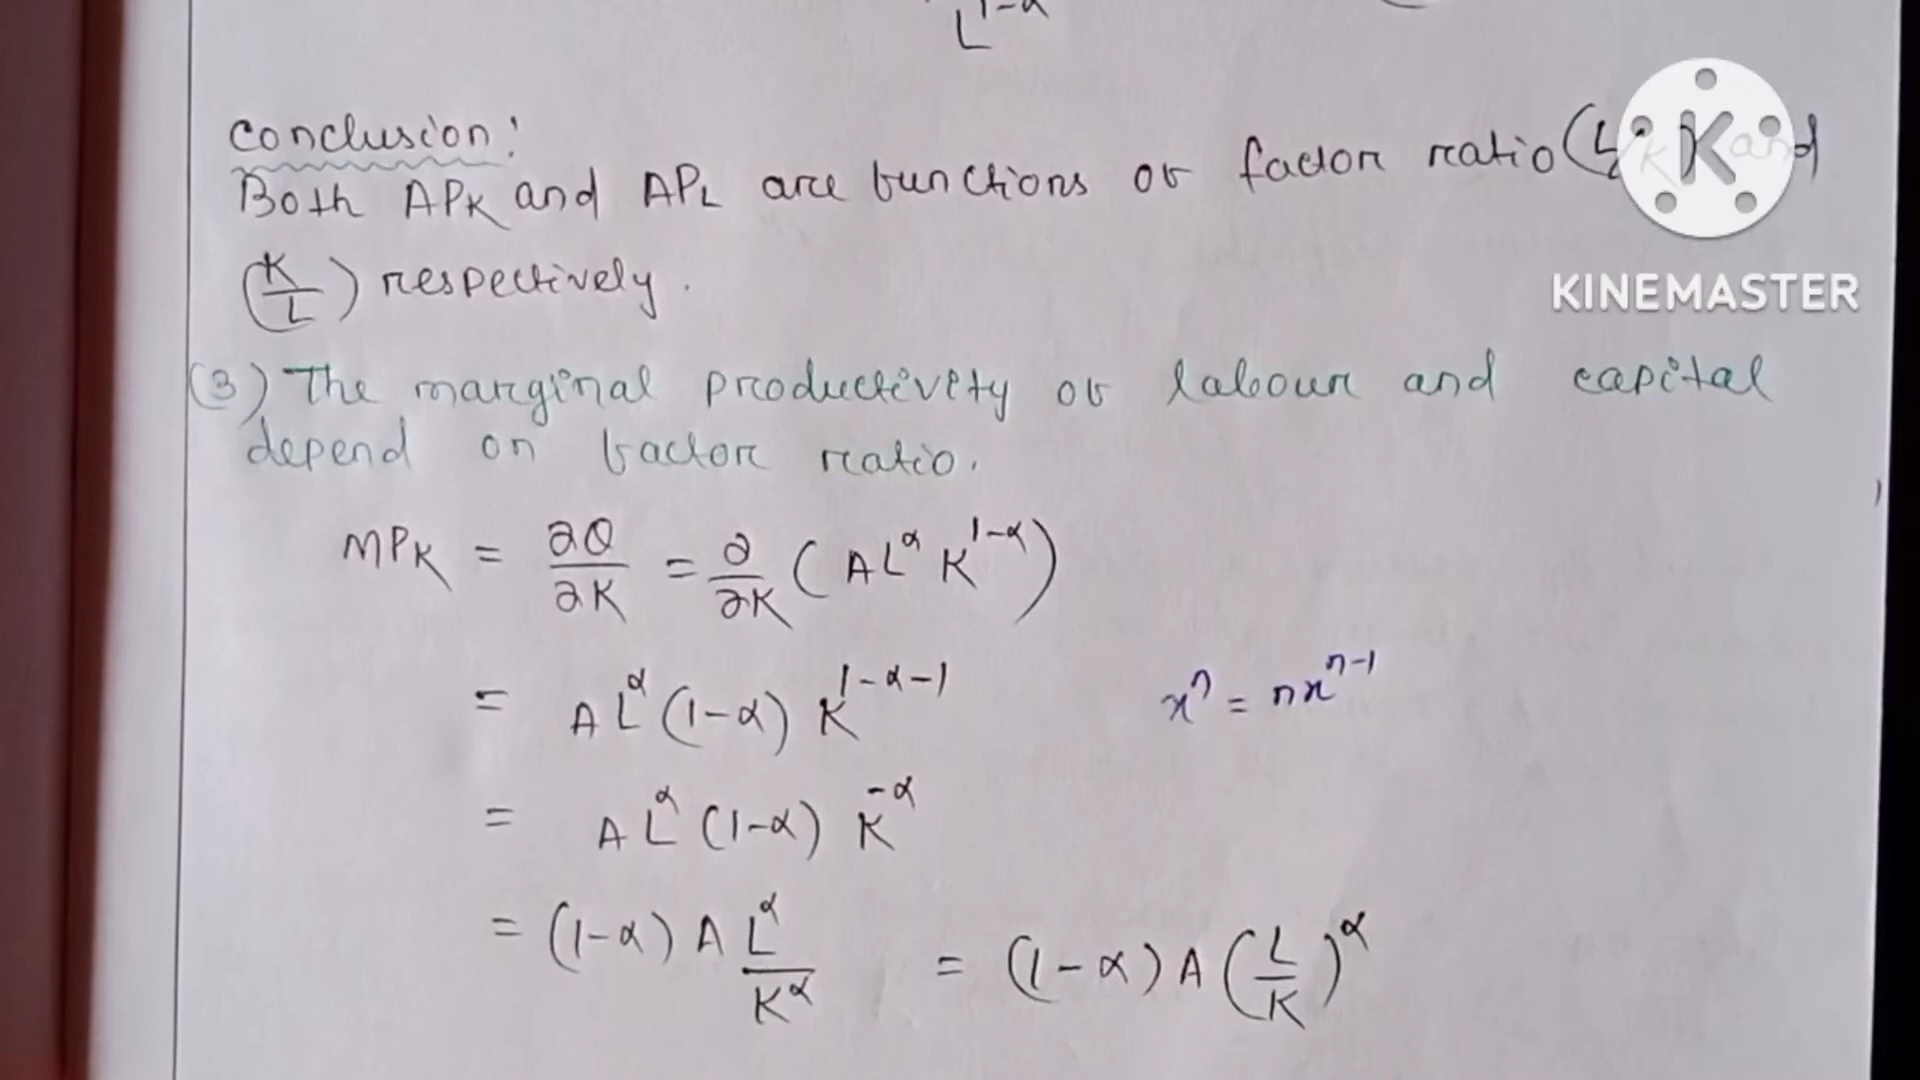 L^1-α
Conclusion:
Both APK and APL are functions of factor ratio (L/K) and
(K/L) respectively.
(3) The marginal productivity of labour and capital
depend on factor ratio.
MPK = ∂Q/∂K = ∂/∂K (AL^α K^1-α)
= AL^α (1-α) K^1-α-1
x^n = nx^n-1
= AL^α (1-α) K^-α
= (1-α) A L^α/K^α = (1-α) A (L/K)^α
K
KINEMASTER